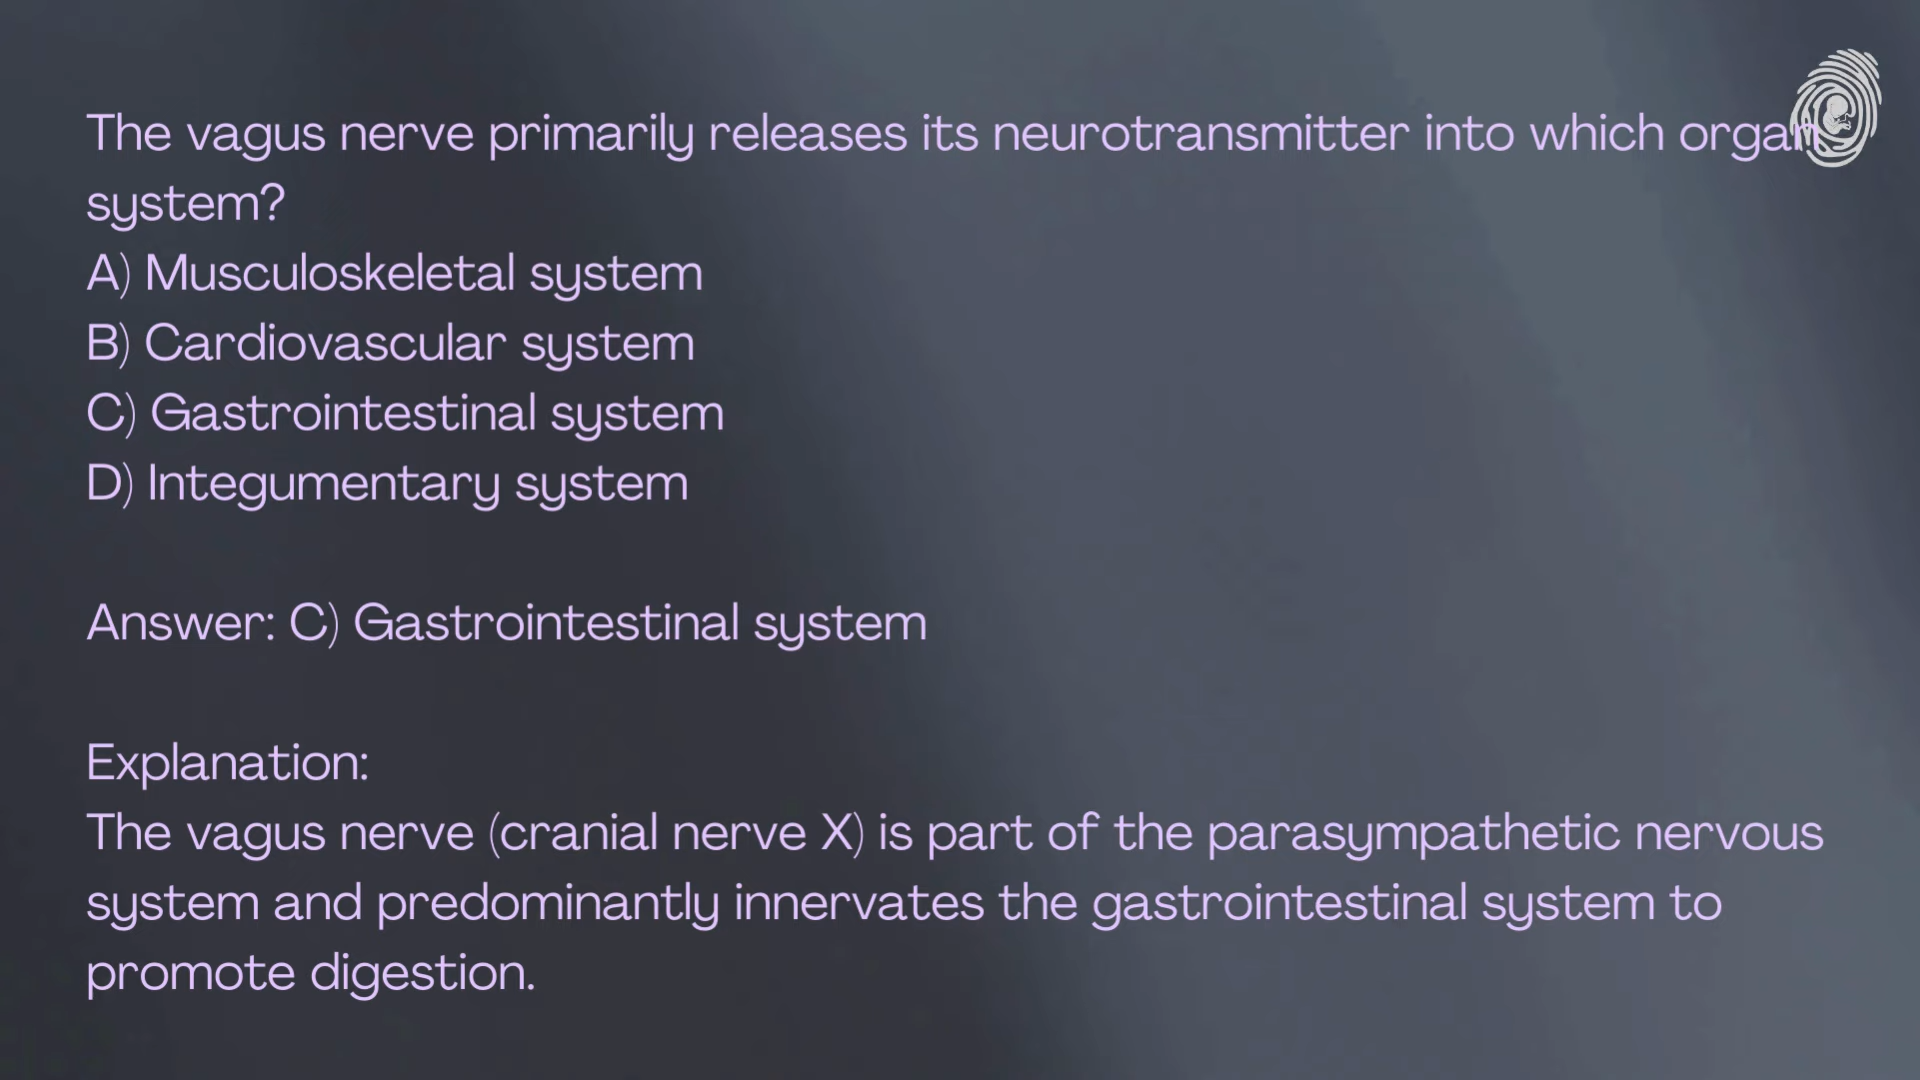 The vagus nerve primarily releases its neurotransmitter into which organ
system?
A) Musculoskeletal system
B) Cardiovascular system
C) Gastrointestinal system
D) Integumentary system
Answer: C) Gastrointestinal system
Explanation:
The vagus nerve (cranial nerve X) is part of the parasympathetic nervous
system and predominantly innervates the gastrointestinal system to
promote digestion.